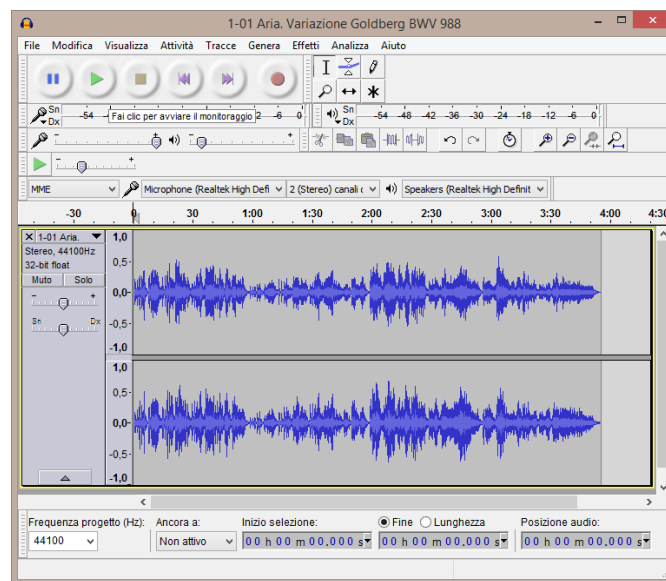 1-01 Aria. Variazione Goldberg BWV 988
File Modifica Visualizza Attività Tracce Genera Effetti Analizza Aiuto
Sn Dx -54 -4 Fai clic per avviare il monitoraggio 2 -6 0 Sn Dx -54 -48 -42 -36 -30 -24 -18 -12 -6 0
- + - +
- +
MME Microphone (Realtek High Defi 2 (Stereo) canali c Speakers (Realtek High Definit
-30 0 30 1:00 1:30 2:00 2:30 3:00 3:30 4:00 4:30
X 1-01 Aria. 1,0
Stereo, 44100Hz 0,5
32-bit float
Muto Solo
- + 0,0
Sn Dx -0,5
-1,0
1,0
0,5
0,0
-0,5
-1,0
Frequenza progetto (Hz): Ancora a: Inizio selezione: Fine Lunghezza Posizione audio:
44100 Non attivo 00 h 00 m 00.000 s 00 h 00 m 00.000 s 00 h 00 m 00.000 s